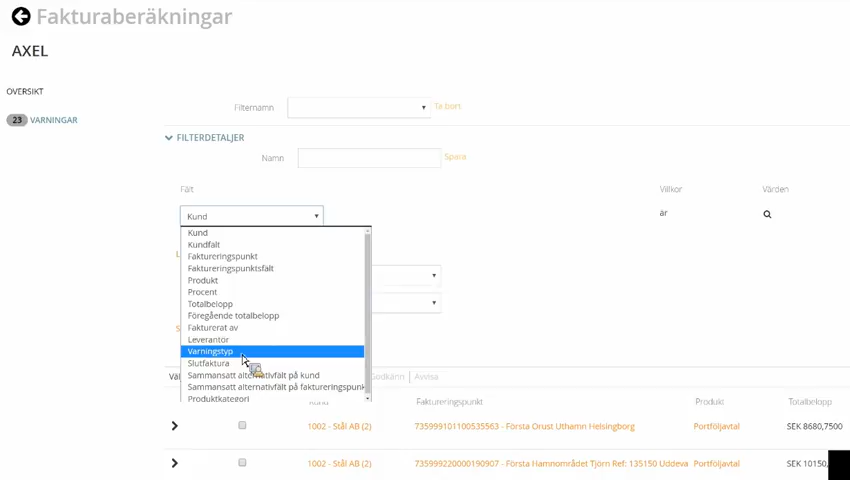 Fakturaberäkningar
AXEL
OVERSIKT
23 VARNINGAR
Filternamn
Ta bort
FILTERDETALJER
Namn
Spara
Fält
Villkor
Värden
Kund
är
Kund
Kundfält
Faktureringspunkt
Faktureringspunktsfält
Produkt
Procent
Totalbelopp
Föregående totalbelopp
Fakturerat av
Leverantör
Varningstyp
Slutfaktura
Sammansatt alternativfält på kund
Sammansatt alternativfält på faktureringspunk
Produktkategori
Godkänn | Avvisa
Faktureringspunkt
Produkt
Totalbelopp
1002 - Stål AB (2) 735999101100535563 - Första Orust Uthamn Helsingborg Portföljavtal SEK 8680,7500
1002 - Stål AB (2) 735999220000190907 - Första Hamnområdet Tjörn Ref: 135150 Uddeva Portföljavtal SEK 10150,